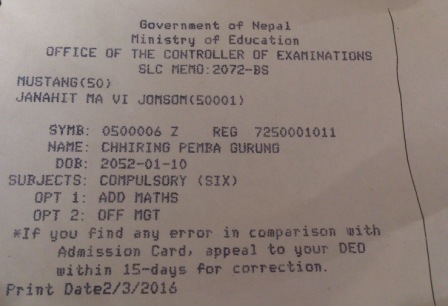 Government of Nepal
Ministry of Education
OFFICE OF THE CONTROLLER OF EXAMINATIONS
SLC MEMO:2072-BS
MUSTANG(50)
JANAHIT MA VI JOMSOM(50001)
SYMB: 0500006 Z REG 7250001011
NAME: CHHIRING PEMBA GURUNG
DOB: 2052-01-10
SUBJECTS: COMPULSORY (SIX)
OPT 1: ADD MATHS
OPT 2: OFF MGT
*If you find any error in comparison with
Admission Card, appeal to your DEO
within 15-days for correction.
Print Date2/3/2016